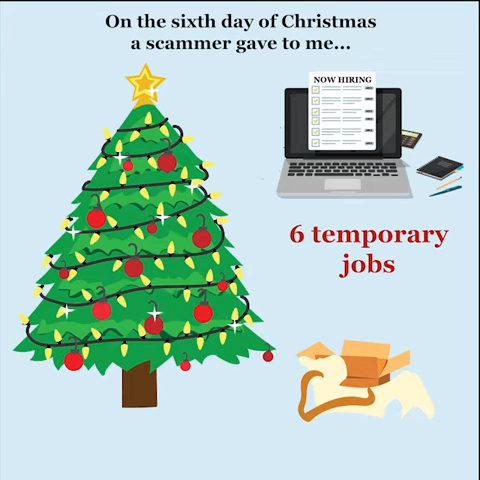 On the sixth day of Christmas
a scammer gave to me...
NOW HIRING
6 temporary
jobs